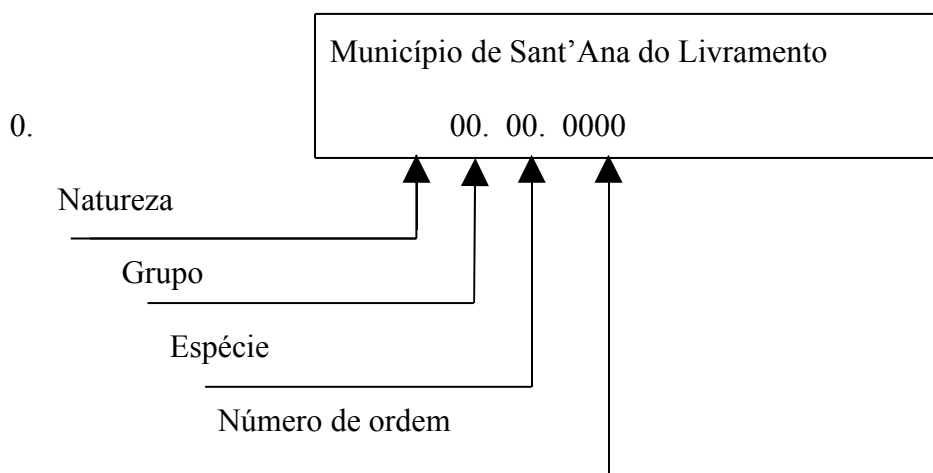 Município de Sant’Ana do Livramento
0. 00. 00. 0000
Natureza
Grupo
Espécie
Número de ordem